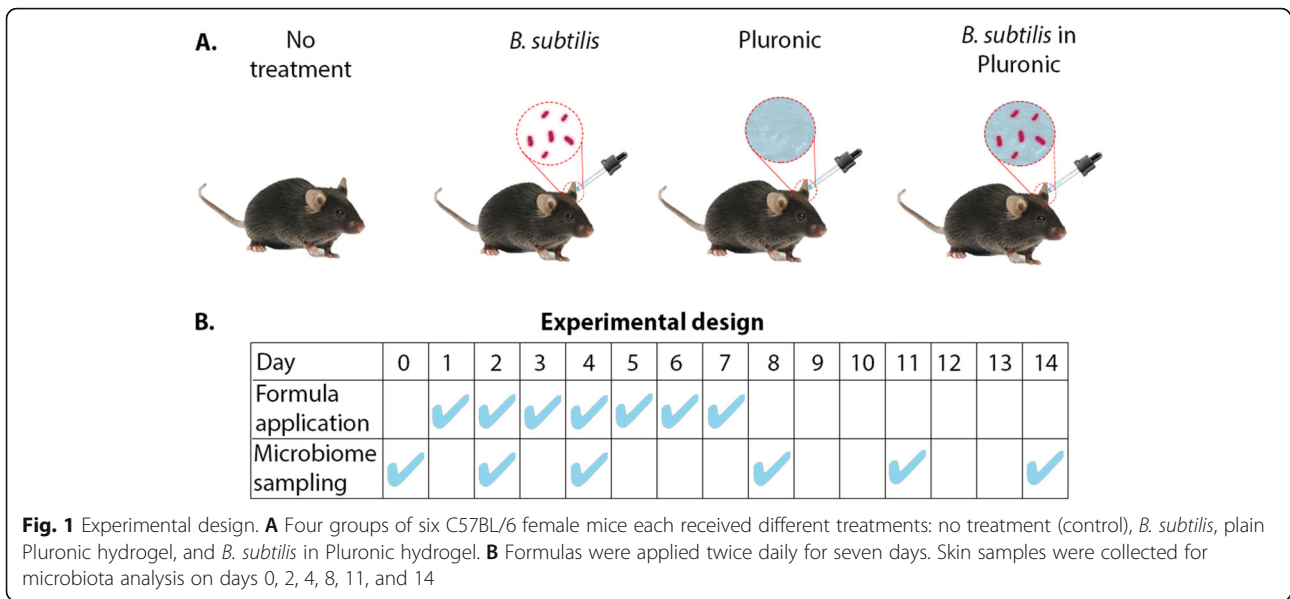 A.
No
treatment
B. subtilis
Pluronic
B. subtilis in
Pluronic
B.
Experimental design
Day 0 1 2 3 4 5 6 7 8 9 10 11 12 13 14
Formula
application ✓ ✓ ✓ ✓ ✓ ✓ ✓
Microbiome
sampling ✓ ✓ ✓ ✓ ✓ ✓
Fig. 1 Experimental design. A Four groups of six C57BL/6 female mice each received different treatments: no treatment (control), B. subtilis, plain
Pluronic hydrogel, and B. subtilis in Pluronic hydrogel. B Formulas were applied twice daily for seven days. Skin samples were collected for
microbiota analysis on days 0, 2, 4, 8, 11, and 14